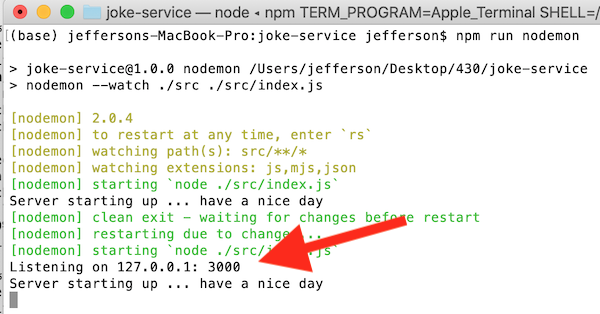 joke-service — node ◂ npm TERM_PROGRAM=Apple_Terminal SHELL=/
(base) jeffersons-MacBook-Pro:joke-service jefferson$ npm run nodemon
> joke-service@1.0.0 nodemon /Users/jefferson/Desktop/430/joke-service
> nodemon --watch ./src ./src/index.js
[nodemon] 2.0.4
[nodemon] to restart at any time, enter `rs`
[nodemon] watching path(s): src/**/*
[nodemon] watching extensions: js,mjs,json
[nodemon] starting `node ./src/index.js`
Server starting up ... have a nice day
[nodemon] clean exit - waiting for changes before restart
[nodemon] restarting due to changes...
[nodemon] starting `node ./src/index.js`
Listening on 127.0.0.1: 3000
Server starting up ... have a nice day